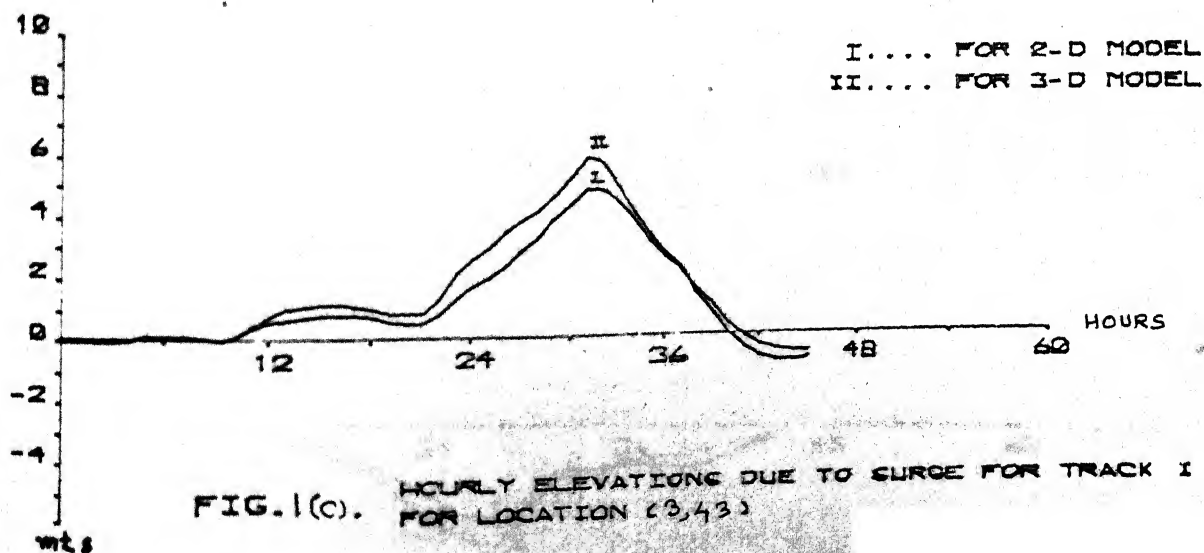 10
I.... FOR 2-D MODEL
II.... FOR 3-D MODEL
8
6
II
I
4
2
0
HOURS
12
24
36
48
60
-2
-4
HOURLY ELEVATIONS DUE TO SURGE FOR TRACK I
FIG.1(C). FOR LOCATION (3,43)
mts